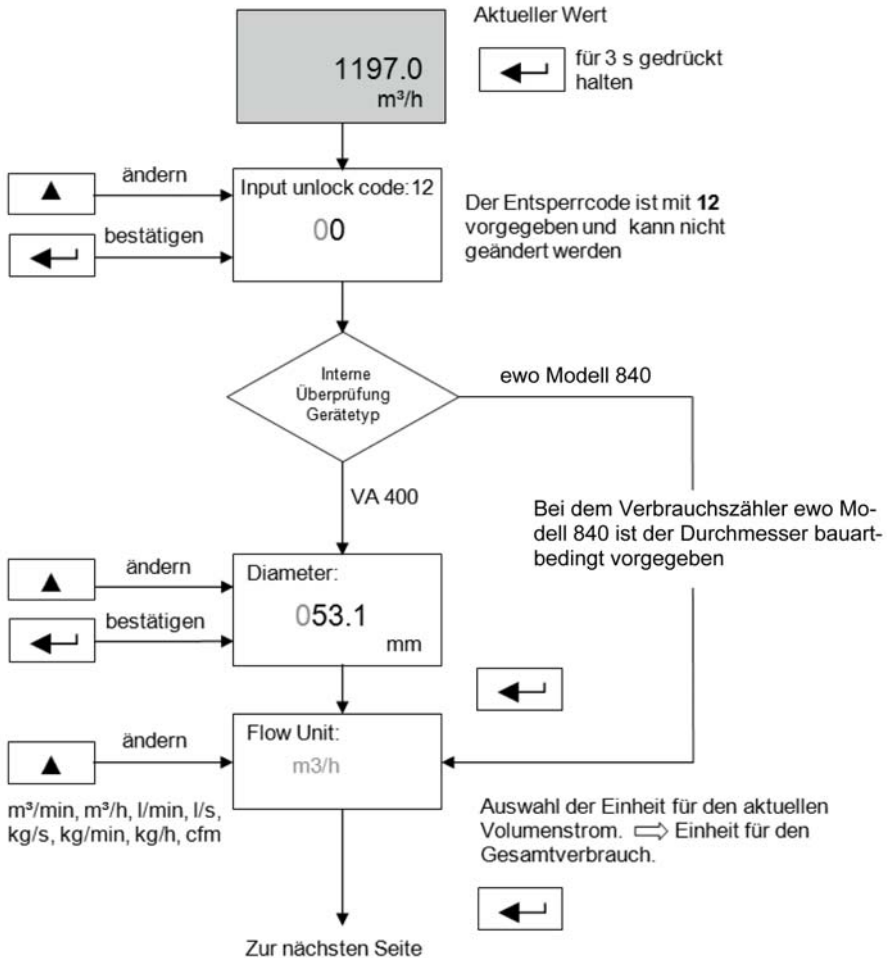 Aktueller Wert
1197.0
m³/h
für 3 s gedrückt
halten
ändern
bestätigen
Input unlock code:12
00
Der Entsperrcode ist mit 12
vorgegeben und kann nicht
geändert werden
Interne
Überprüfung
Gerätetyp
ewo Modell 840
VA 400
Bei dem Verbrauchszähler ewo Mo-
dell 840 ist der Durchmesser bauart-
bedingt vorgegeben
ändern
bestätigen
Diameter:
053.1
mm
ändern
Flow Unit:
m3/h
m³/min, m³/h, l/min, l/s,
kg/s, kg/min, kg/h, cfm
Auswahl der Einheit für den aktuellen
Volumenstrom. ⇨ Einheit für den
Gesamtverbrauch.
Zur nächsten Seite